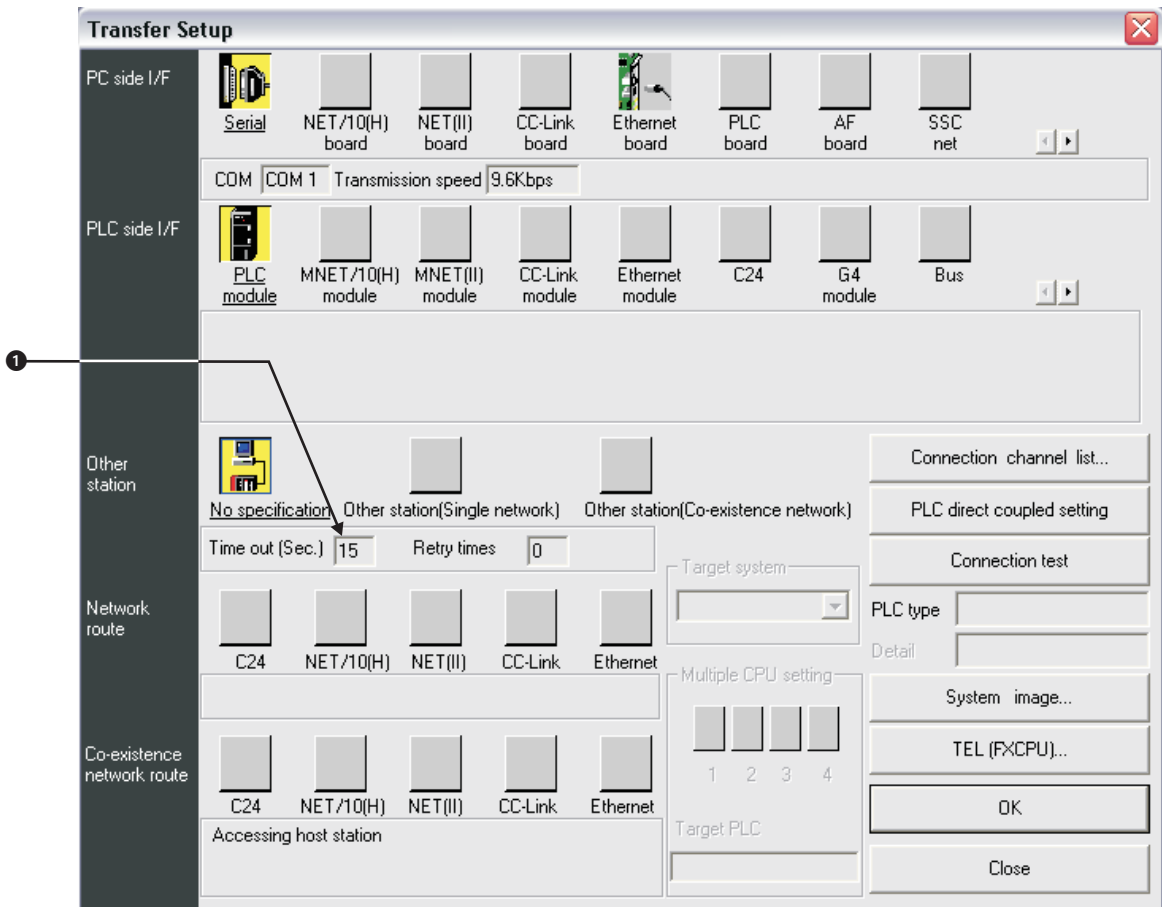 Transfer Setup
PC side I/F
Serial
NET/10(H)
board
NET(II)
board
CC-Link
board
Ethernet
board
PLC
board
AF
board
SSC
net
COM COM 1 Transmission speed 9.6Kbps
PLC side I/F
PLC
module
MNET/10(H)
module
MNET(II)
module
CC-Link
module
Ethernet
module
C24
G4
module
Bus
1
Other
station
No specification
Other station(Single network)
Other station(Co-existence network)
Time out (Sec.) 15 Retry times 0
Connection channel list...
PLC direct coupled setting
Connection test
PLC type
Detail
System image...
TEL (FXCPU)...
OK
Close
Target system
Network
route
C24 NET/10(H) NET(II) CC-Link Ethernet
Multiple CPU setting
1 2 3 4
Target PLC
Co-existence
network route
C24 NET/10(H) NET(II) CC-Link Ethernet
Accessing host station